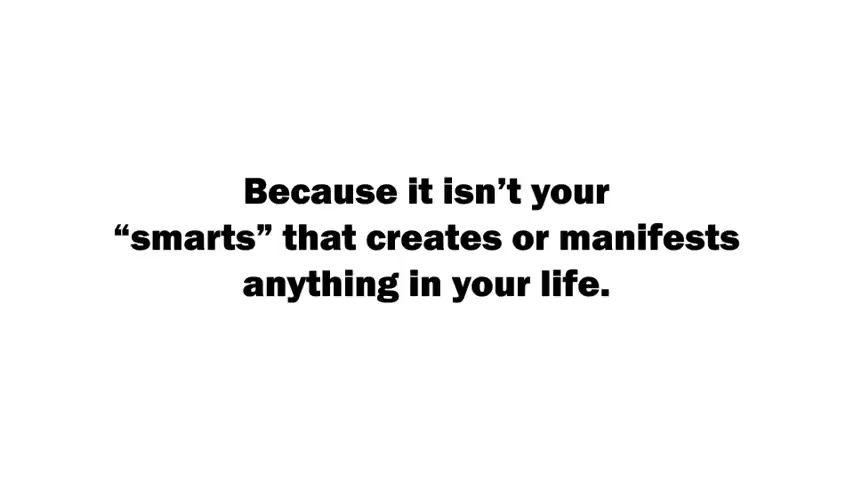 Because it isn’t your
“smarts” that creates or manifests
anything in your life.